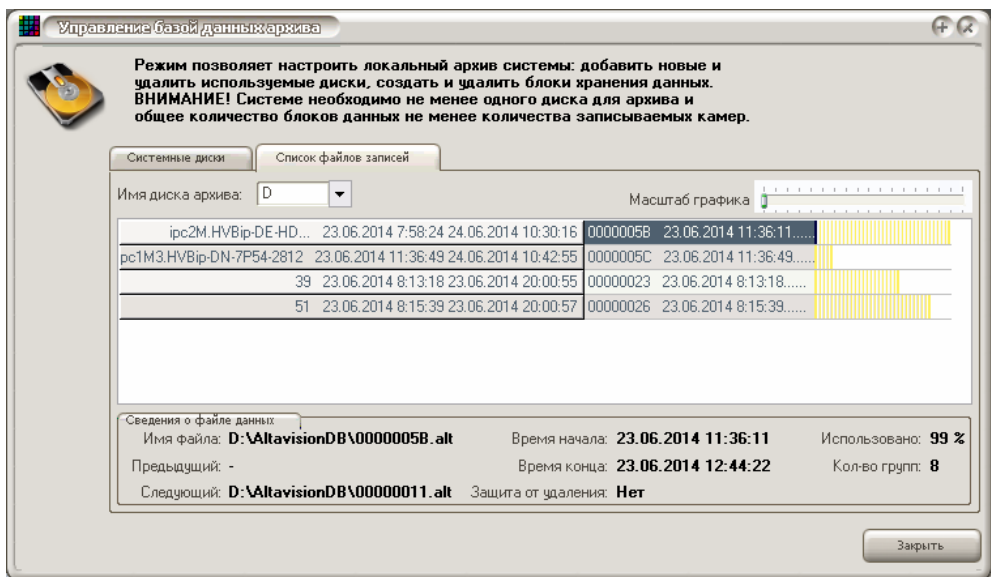 Управление базой данных архива
Режим позволяет настроить локальный архив системы: добавить новые и
удалить используемые диски, создать и удалить блоки хранения данных.
ВНИМАНИЕ! Системе необходимо не менее одного диска для архива и
общее количество блоков данных не менее количества записываемых камер.
Системные диски Список файлов записей
Имя диска архива: D Масштаб графика
ipc2M.HVBip-DE-HD... 23.06.2014 7:58:24 24.06.2014 10:30:16 0000005B 23.06.2014 11:36:11......
pc1M3.HVBip-DN-7P54-2812 23.06.2014 11:36:49 24.06.2014 10:42:55 0000005C 23.06.2014 11:36:49......
39 23.06.2014 8:13:18 23.06.2014 20:00:55 00000023 23.06.2014 8:13:18......
51 23.06.2014 8:15:39 23.06.2014 20:00:57 00000026 23.06.2014 8:15:39......
Сведения о файле данных
Имя файла: D:\AltavisionDB\0000005B.alt Время начала: 23.06.2014 11:36:11 Использовано: 99 %
Предыдущий: - Время конца: 23.06.2014 12:44:22 Кол-во групп: 8
Следующий: D:\AltavisionDB\00000011.alt Защита от удаления: Нет
Закрыть